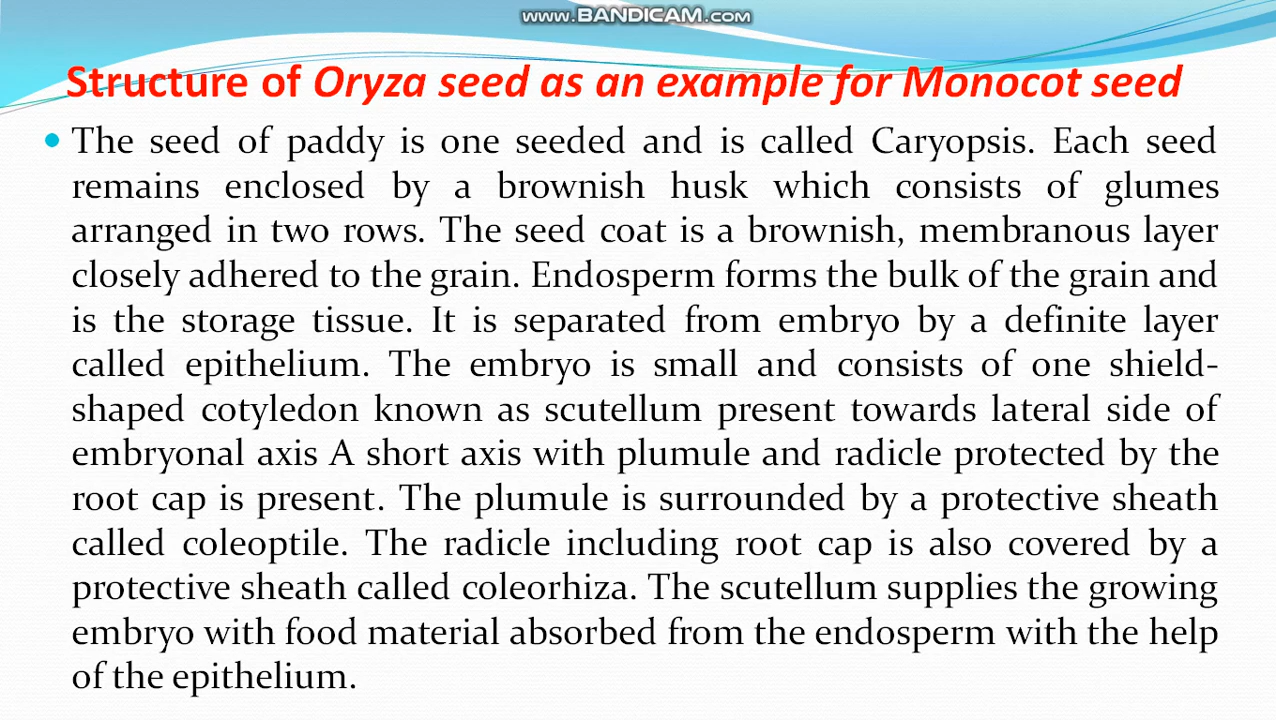 www.BANDICAM.com
Structure of Oryza seed as an example for Monocot seed
• The seed of paddy is one seeded and is called Caryopsis. Each seed
remains enclosed by a brownish husk which consists of glumes
arranged in two rows. The seed coat is a brownish, membranous layer
closely adhered to the grain. Endosperm forms the bulk of the grain and
is the storage tissue. It is separated from embryo by a definite layer
called epithelium. The embryo is small and consists of one shield-
shaped cotyledon known as scutellum present towards lateral side of
embryonal axis A short axis with plumule and radicle protected by the
root cap is present. The plumule is surrounded by a protective sheath
called coleoptile. The radicle including root cap is also covered by a
protective sheath called coleorhiza. The scutellum supplies the growing
embryo with food material absorbed from the endosperm with the help
of the epithelium.